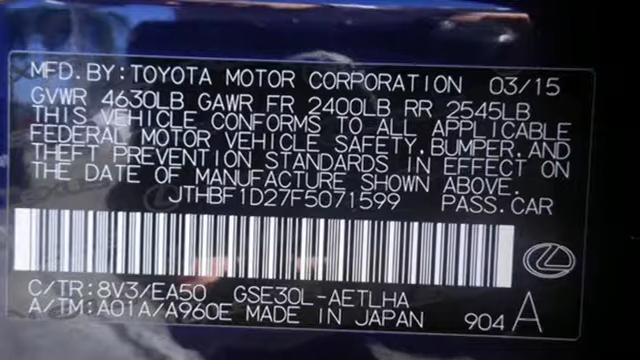 MFD. BY: TOYOTA MOTOR CORPORATION 03/15
GVWR 4630LB GAWR FR 2400LB RR 2545LB
THIS VEHICLE CONFORMS TO ALL APPLICABLE
FEDERAL MOTOR VEHICLE SAFETY, BUMPER, AND
THEFT PREVENTION STANDARDS IN EFFECT ON
THE DATE OF MANUFACTURE SHOWN ABOVE.
JTHBF1D27F5071599 PASS. CAR
C/TR: 8V3/EA50 GSE30L-AETLHA
A/TM: A01A/A960E MADE IN JAPAN 904 A